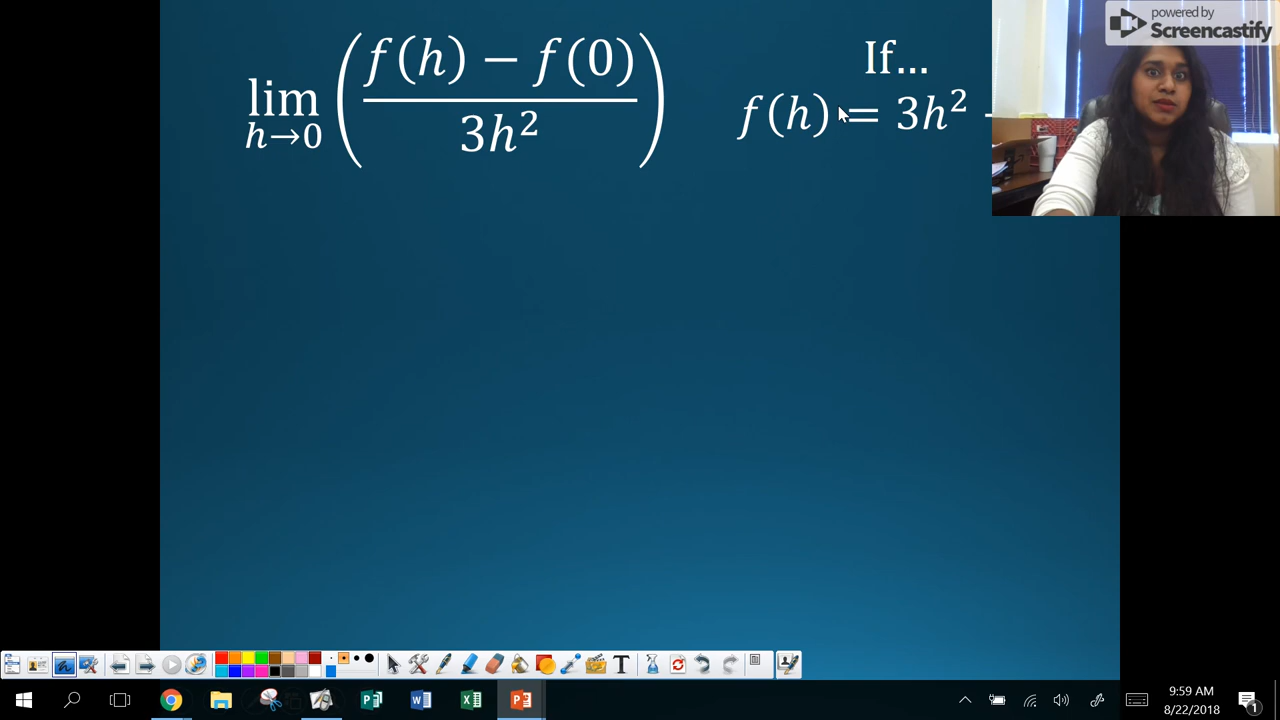 powered by
Screencastify
If...
lim h→0 ( (f(h) − f(0)) / 3h² )
f(h) = 3h² -
9:59 AM
8/22/2018